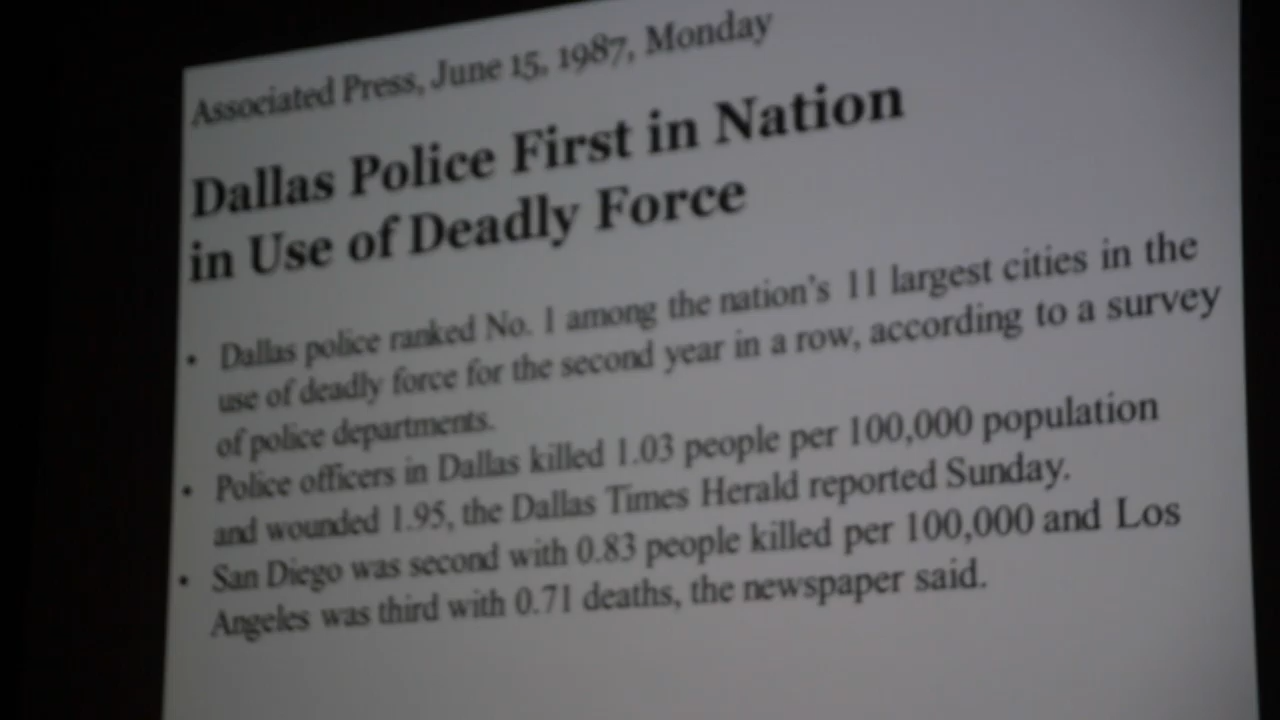 Associated Press, June 15, 1987, Monday
Dallas Police First in Nation
in Use of Deadly Force
• Dallas police ranked No. 1 among the nation's 11 largest cities in the
use of deadly force for the second year in a row, according to a survey
of police departments.
• Police officers in Dallas killed 1.03 people per 100,000 population
and wounded 1.95, the Dallas Times Herald reported Sunday.
• San Diego was second with 0.83 people killed per 100,000 and Los
Angeles was third with 0.71 deaths, the newspaper said.